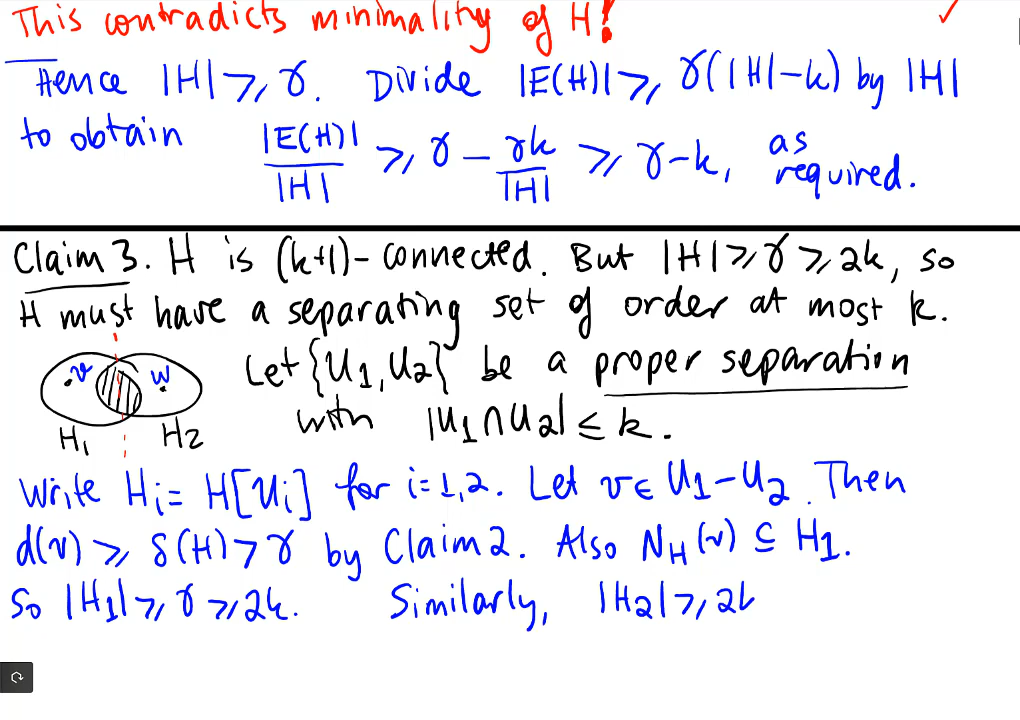 This contradicts minimality of H!
Hence |H| ⩾ γ. Divide |E(H)| ⩾ γ(|H|-k) by |H|
to obtain |E(H)|/|H| ⩾ γ - γk/|H| ⩾ γ-k, as required.
Claim 3. H is (k+1)-connected. But |H| ⩾ γ ⩾ 2k, so
H must have a separating set of order at most k.
Let {U1, U2} be a proper separation
with |U1∩U2| ≤ k.
v w
H1 H2
Write Hi = H[Ui] for i=1,2. Let v∈ U1-U2. Then
d(v) ⩾ δ(H) > γ by Claim 2. Also NH(v) ⊆ H1.
So |H1| ⩾ γ ⩾ 2k. Similarly, |H2| ⩾ 2k